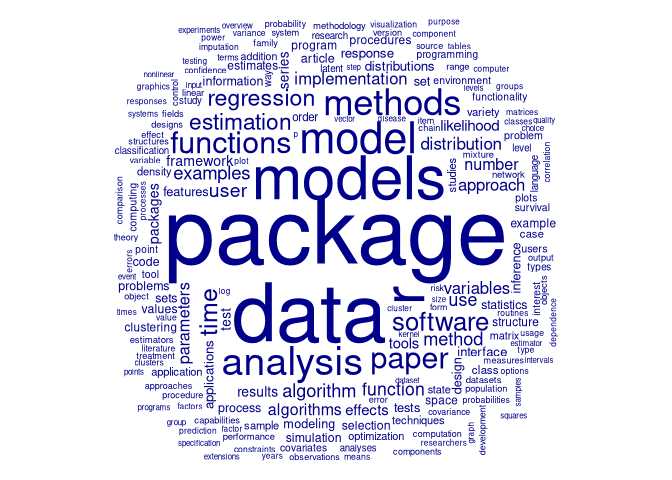 experiments overview probability methodology visualization purpose
power variance system research version component
imputation family program procedures source tables
testing terms addition series article response programming
nonlinear confidence estimates way latent step distributions range computer
graphics control input information implementation set environment levels groups
responses linear study regression methods variety functionality
systems fields estimation order vector disease item likelihood matrices
designs effect functions p model chain classes quality choice
structures distribution problem
classification framework plot mixture level correlation
variable examples models studies number network language
density features user approach
comparison processes computing packages package plots survival
theory point example case
errors code users
event tool inference output types
problems parameters time log data r risk variables interest objects
object sets size use statistics
times values test cluster form routines usage dependence
value software structure
clustering kernel method matrix estimator
estimators applications tools interface type
literature analysis paper measures intervals
treatment clusters
points application dataset design class options
approaches results algorithm function state datasets population samples
procedure space probabilities
programs factors process algorithms effects error tests covariance squares
group capabilities sample modeling selection techniques
prediction factor computation graph development
specification performance simulation optimization researchers
constraints covariates analyses components
extensions years observations means